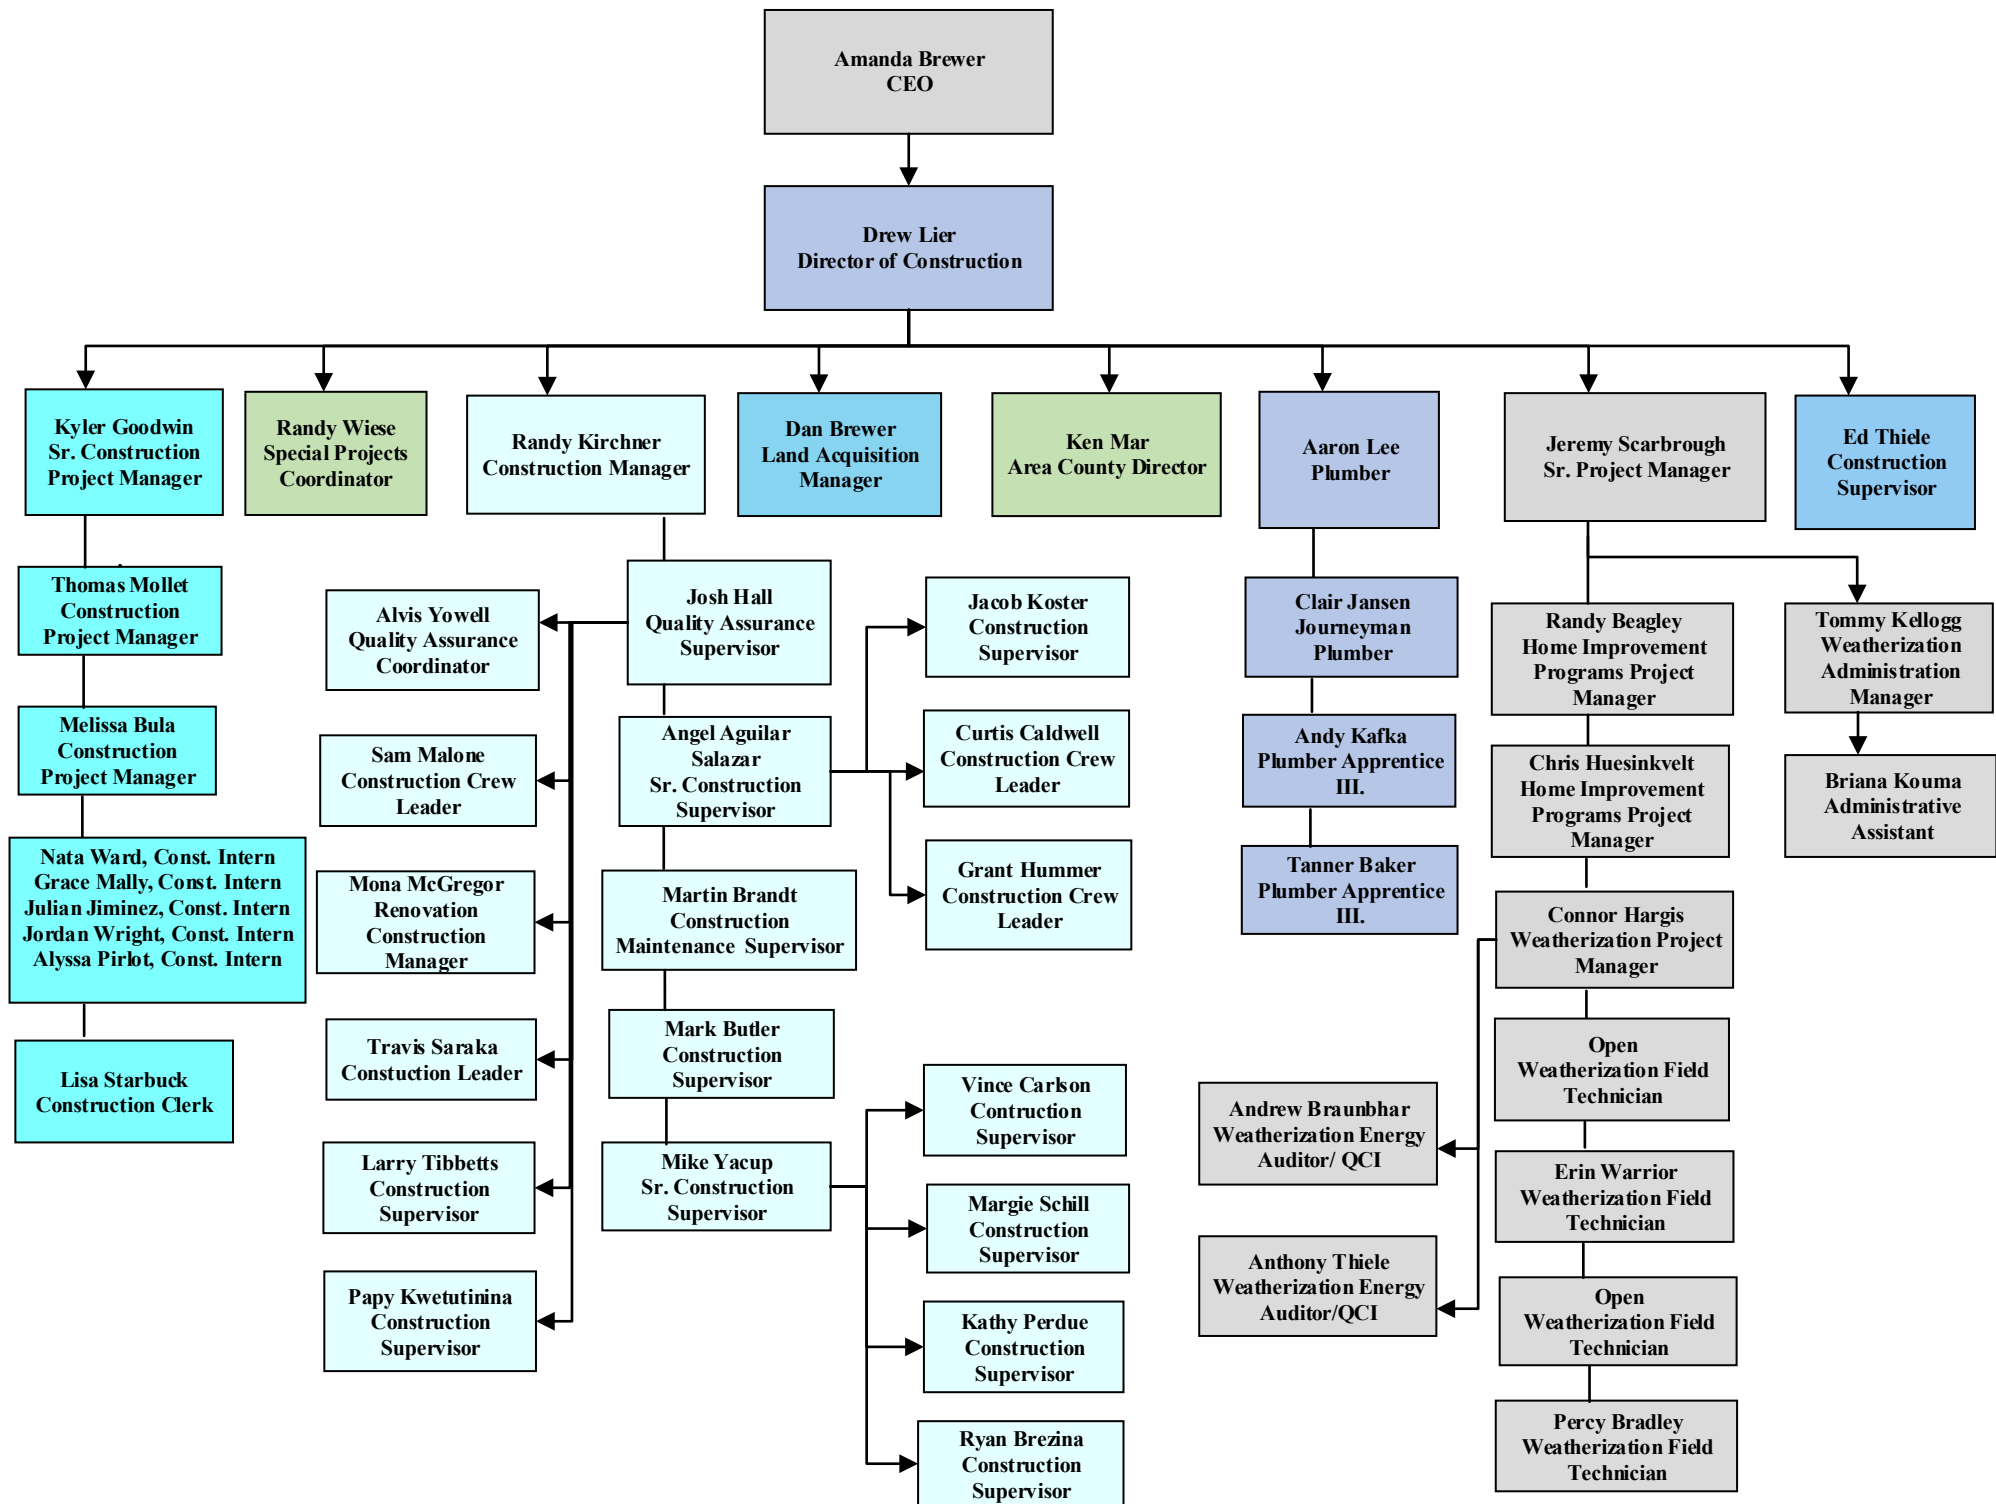 Amanda Brewer
CEO
Drew Lier
Director of Construction
Kyler Goodwin
Sr. Construction
Project Manager
Randy Wiese
Special Projects
Coordinator
Randy Kirchner
Construction Manager
Dan Brewer
Land Acquisition
Manager
Ken Mar
Area County Director
Aaron Lee
Plumber
Jeremy Scarbrough
Sr. Project Manager
Ed Thiele
Construction
Supervisor
Thomas Mollet
Construction
Project Manager
Melissa Bula
Construction
Project Manager
Nata Ward, Const. Intern
Grace Mally, Const. Intern
Julian Jiminez, Const. Intern
Jordan Wright, Const. Intern
Alyssa Pirlot, Const. Intern
Lisa Starbuck
Construction Clerk
Alvis Yowell
Quality Assurance
Coordinator
Sam Malone
Construction Crew
Leader
Mona McGregor
Renovation
Construction
Manager
Travis Saraka
Constuction Leader
Larry Tibbetts
Construction
Supervisor
Papy Kwetutinina
Construction
Supervisor
Josh Hall
Quality Assurance
Supervisor
Angel Aguilar
Salazar
Sr. Construction
Supervisor
Martin Brandt
Construction
Maintenance Supervisor
Mark Butler
Construction
Supervisor
Mike Yacup
Sr. Construction
Supervisor
Jacob Koster
Construction
Supervisor
Curtis Caldwell
Construction Crew
Leader
Grant Hummer
Construction Crew
Leader
Vince Carlson
Contruction
Supervisor
Margie Schill
Construction
Supervisor
Kathy Perdue
Construction
Supervisor
Ryan Brezina
Construction
Supervisor
Clair Jansen
Journeyman
Plumber
Andy Kafka
Plumber Apprentice
III.
Tanner Baker
Plumber Apprentice
III.
Randy Beagley
Home Improvement
Programs Project
Manager
Chris Huesinkvelt
Home Improvement
Programs Project
Manager
Connor Hargis
Weatherization Project
Manager
Open
Weatherization Field
Technician
Erin Warrior
Weatherization Field
Technician
Open
Weatherization Field
Technician
Percy Bradley
Weatherization Field
Technician
Andrew Braunbhar
Weatherization Energy
Auditor/ QCI
Anthony Thiele
Weatherization Energy
Auditor/QCI
Tommy Kellogg
Weatherization
Administration
Manager
Briana Kouma
Administrative
Assistant